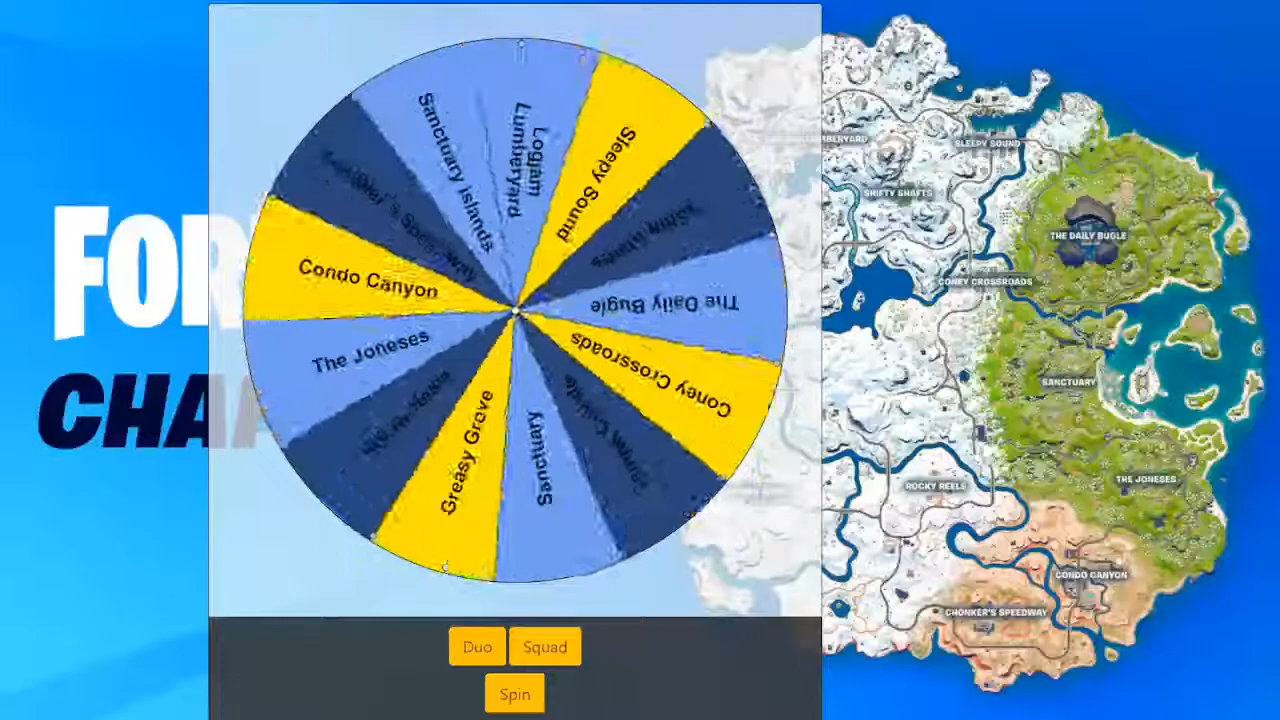 FOR
CHAP
Sanctuary Islands
Logjam
Lumberyard
Sleepy Sound
The Daily Bugle
Coney Crossroads
Sanctuary
Greasy Grove
The Joneses
Condo Canyon
Duo
Squad
Spin
SLEEPY SOUND
SHIFTY SHAFTS
THE DAILY BUGLE
CONEY CROSSROADS
SANCTUARY
ROCKY REELS
THE JONESES
CONDO CANYON
CHONKER'S SPEEDWAY